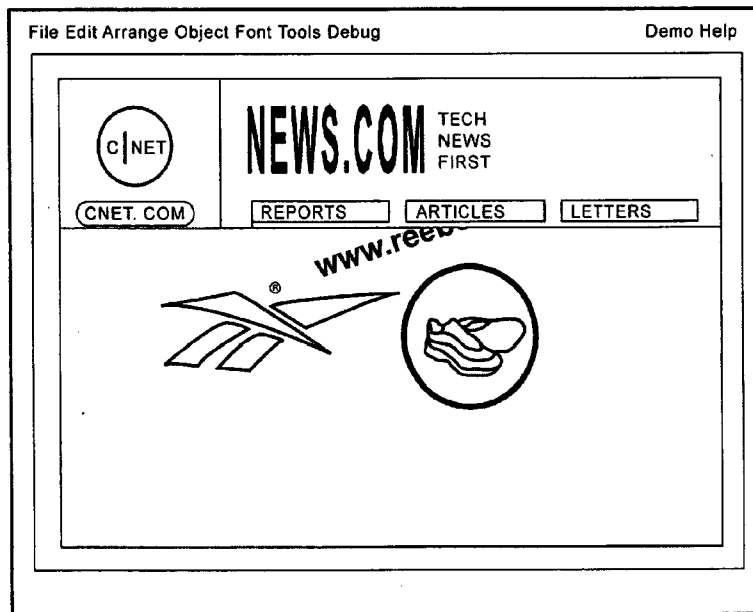 File Edit Arrange Object Font Tools Debug Demo Help
C|NET
NEWS.COM
TECH
NEWS
FIRST
CNET. COM
REPORTS ARTICLES LETTERS
®